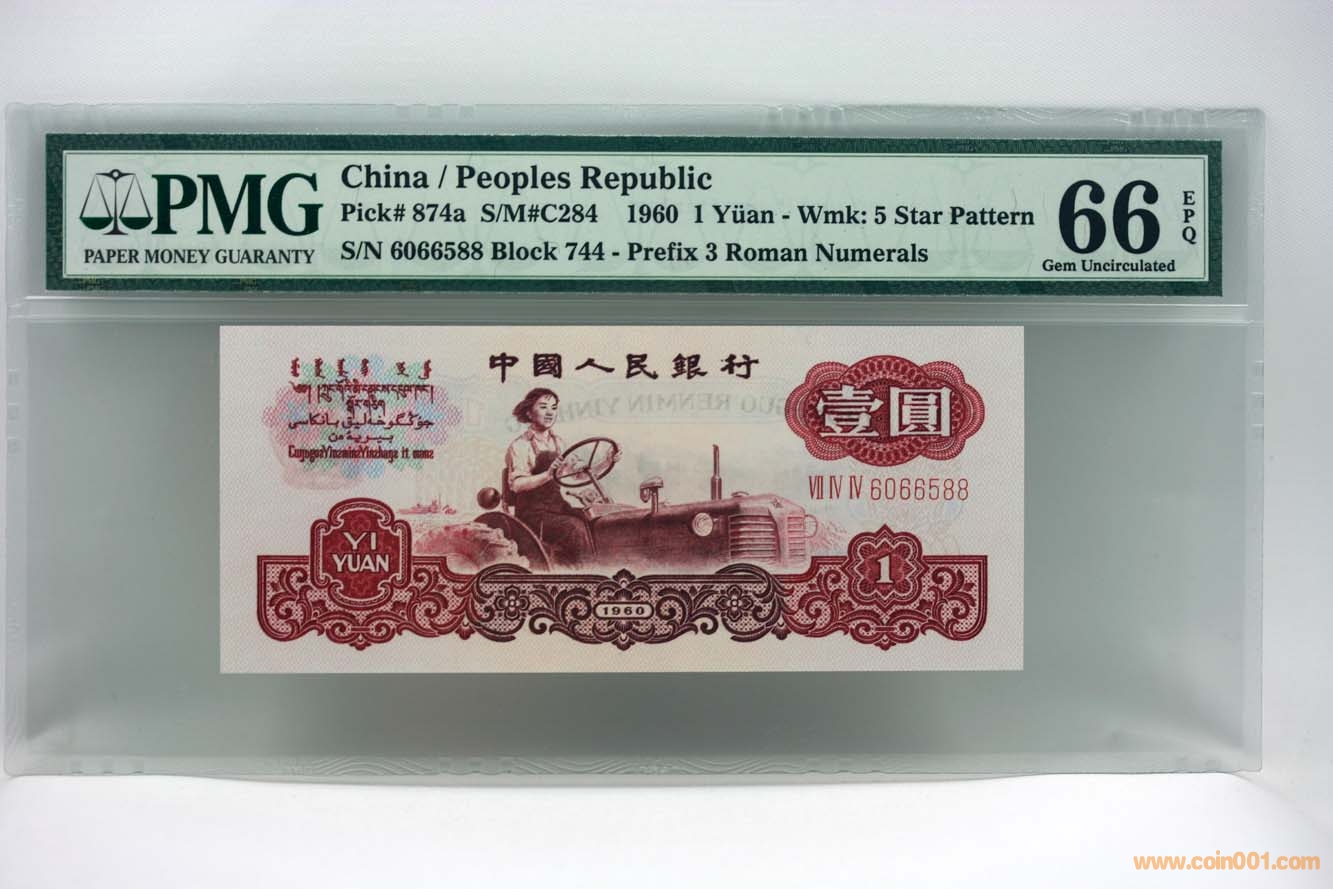 PMG
PAPER MONEY GUARANTY
China / Peoples Republic
Pick# 874a S/M#C284 1960 1 Yüan - Wmk: 5 Star Pattern
S/N 6066588 Block 744 - Prefix 3 Roman Numerals
66
EPQ
Gem Uncirculated
中國人民銀行
壹圓
VII IV IV 6066588
YI
YUAN
1960
1
www.coin001.com